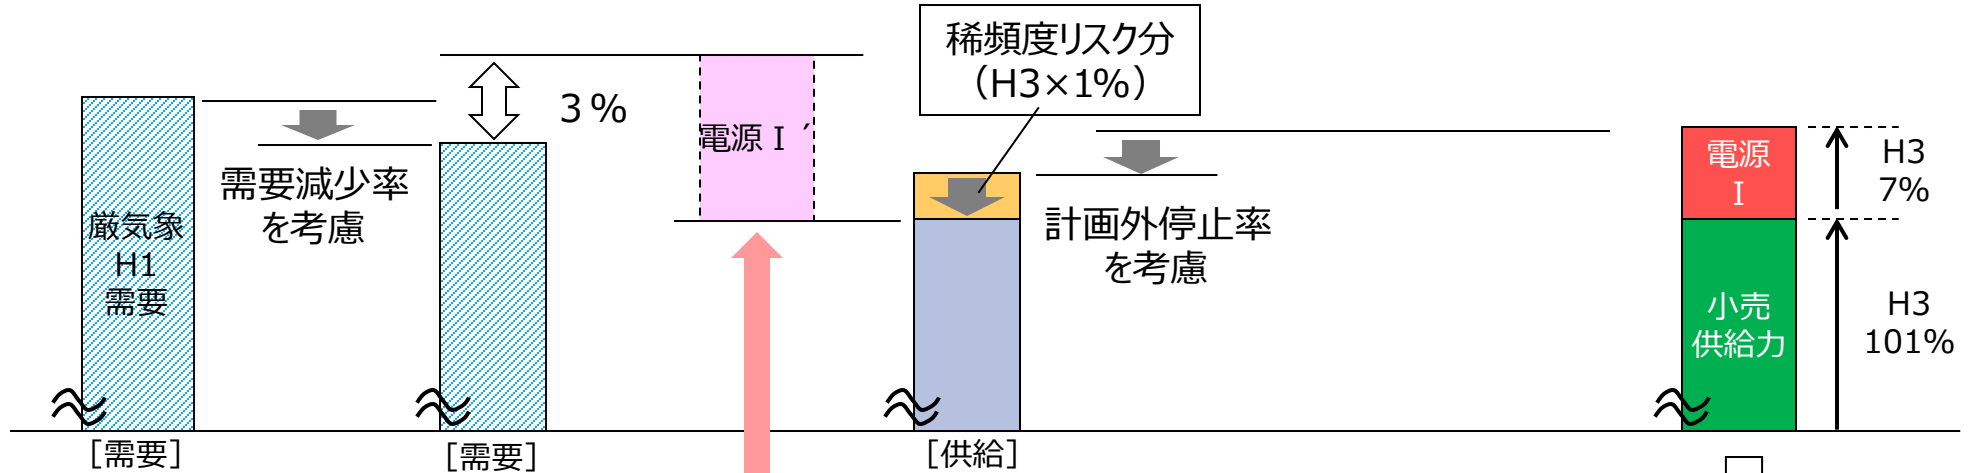 稀頻度リスク分
（H3×1%）
3%
電源Ⅰ´
需要減少率
を考慮
厳気象
H1
需要
計画外停止率
を考慮
電源
Ⅰ
H3
7%
小売
供給力
H3
101%
［需要］
［需要］
［供給］